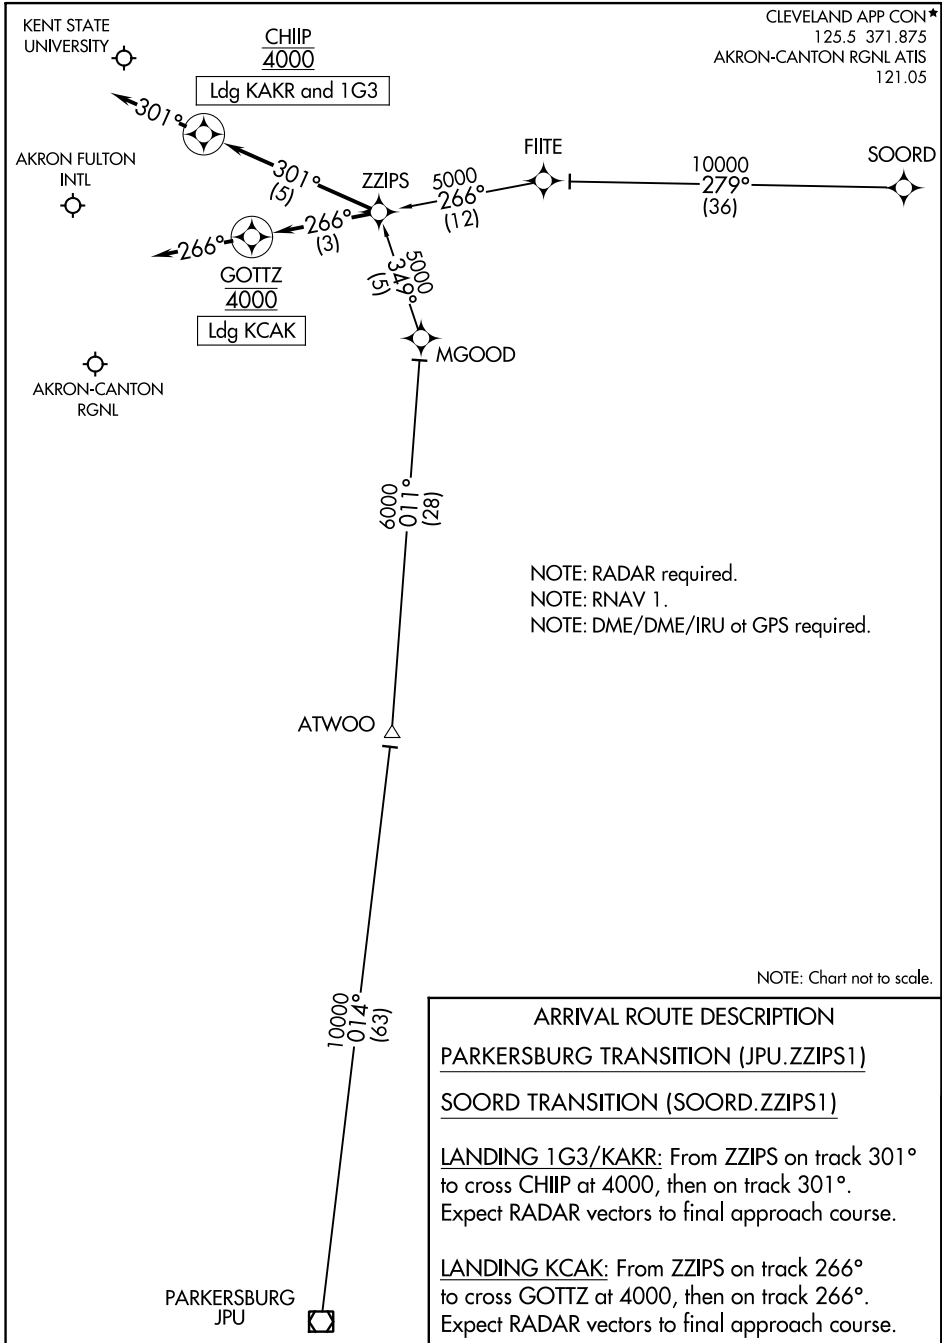 KENT STATE
UNIVERSITY
CHIIP
4000
Ldg KAKR and 1G3
CLEVELAND APP CON★
125.5 371.875
AKRON-CANTON RGNL ATIS
121.05
301°
AKRON FULTON
INTL
301°
(5)
ZZIPS
FIITE
5000
266°
(12)
10000
279°
(36)
SOORD
266°
(3)
266°
GOTTZ
4000
Ldg KCAK
5000
349°
(5)
MGOOD
AKRON-CANTON
RGNL
6000
011°
(28)
NOTE: RADAR required.
NOTE: RNAV 1.
NOTE: DME/DME/IRU ot GPS required.
ATWOO
10000
014°
(63)
NOTE: Chart not to scale.
ARRIVAL ROUTE DESCRIPTION
PARKERSBURG TRANSITION (JPU.ZZIPS1)
SOORD TRANSITION (SOORD.ZZIPS1)
LANDING 1G3/KAKR: From ZZIPS on track 301°
to cross CHIIP at 4000, then on track 301°.
Expect RADAR vectors to final approach course.
LANDING KCAK: From ZZIPS on track 266°
to cross GOTTZ at 4000, then on track 266°.
Expect RADAR vectors to final approach course.
PARKERSBURG
JPU